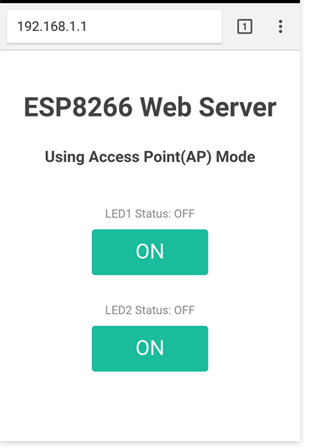 192.168.1.1
1
ESP8266 Web Server
Using Access Point(AP) Mode
LED1 Status: OFF
ON
LED2 Status: OFF
ON